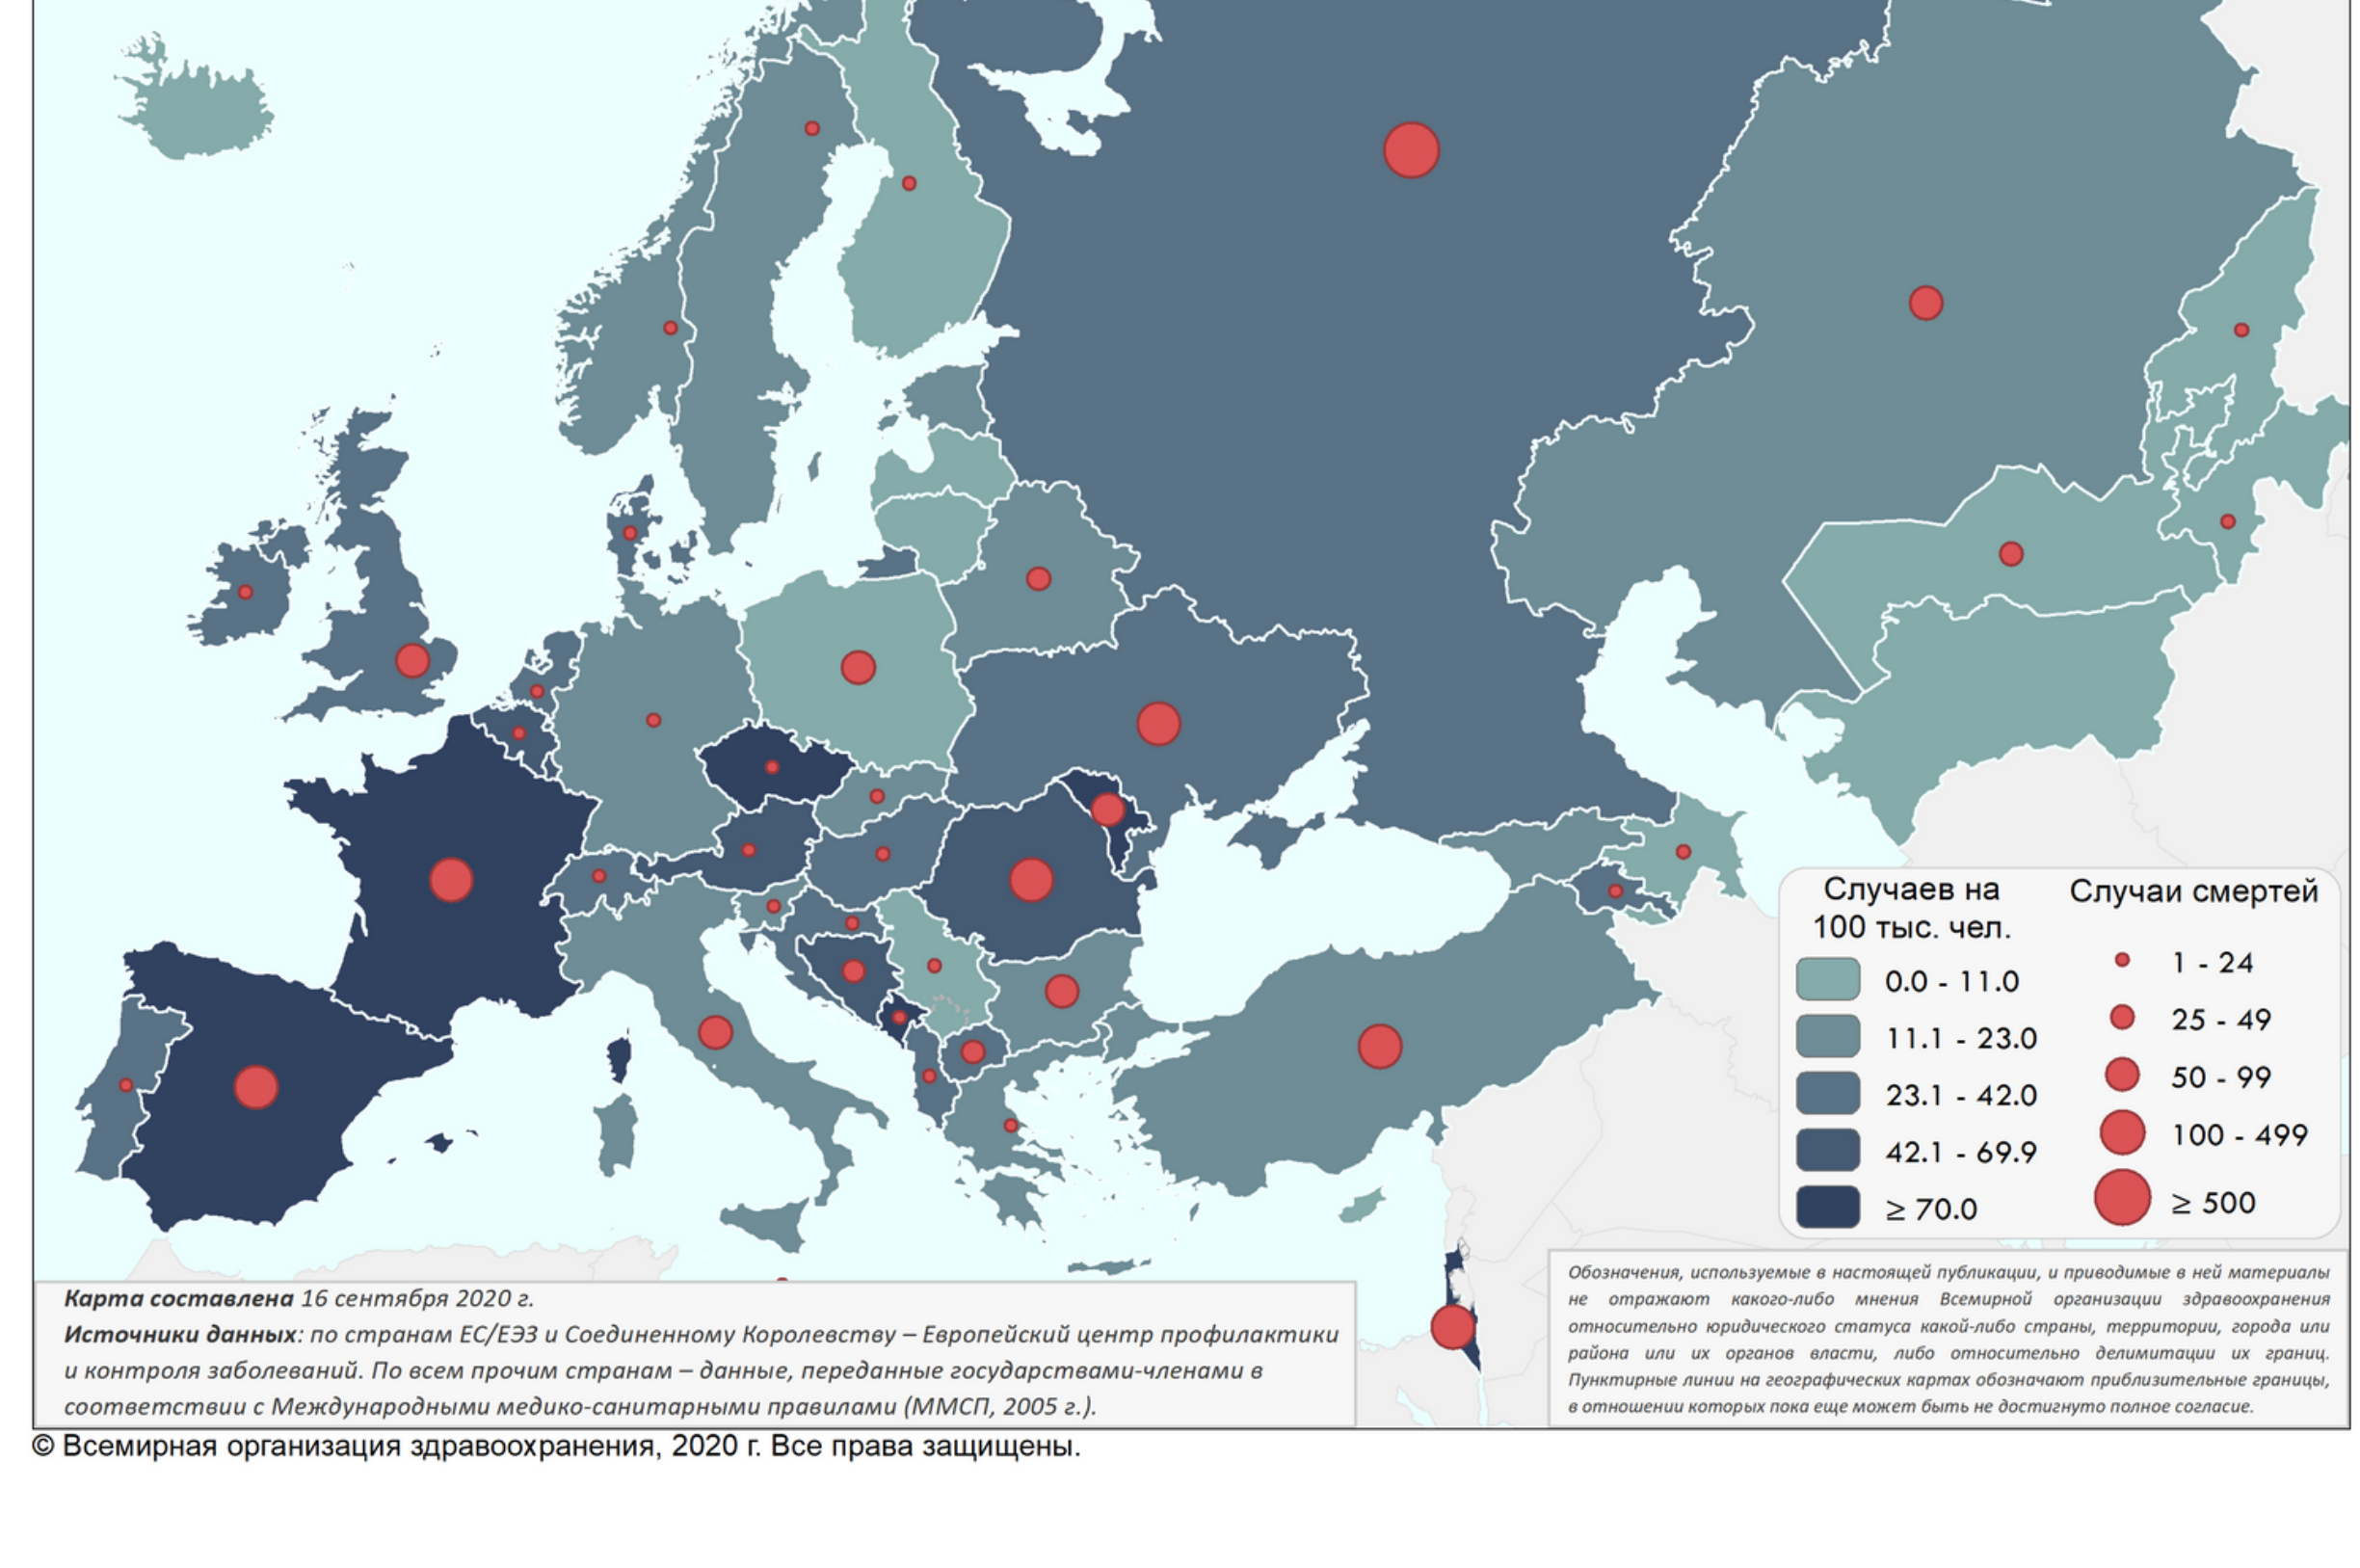 Случаев на
100 тыс. чел.
0.0 - 11.0
11.1 - 23.0
23.1 - 42.0
42.1 - 69.9
≥ 70.0
Случаи смертей
1 - 24
25 - 49
50 - 99
100 - 499
≥ 500
Карта составлена 16 сентября 2020 г.
Источники данных: по странам ЕС/ЕЭЗ и Соединенному Королевству – Европейский центр профилактики
и контроля заболеваний. По всем прочим странам – данные, переданные государствами-членами в
соответствии с Международными медико-санитарными правилами (ММСП, 2005 г.).
Обозначения, используемые в настоящей публикации, и приводимые в ней материалы
не отражают какого-либо мнения Всемирной организации здравоохранения
относительно юридического статуса какой-либо страны, территории, города или
района или их органов власти, либо относительно делимитации их границ.
Пунктирные линии на географических картах обозначают приблизительные границы,
в отношении которых пока еще может быть не достигнуто полное согласие.
© Всемирная организация здравоохранения, 2020 г. Все права защищены.